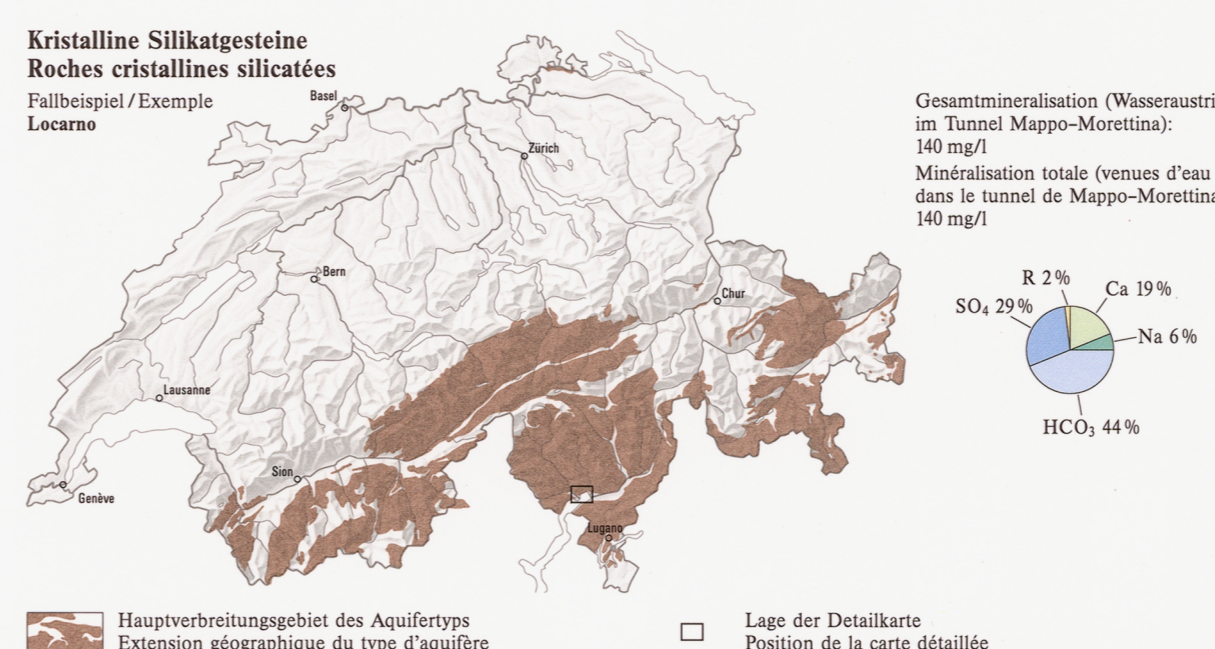 Kristalline Silikatgesteine
Roches cristallines silicatées
Fallbeispiel / Exemple
Locarno
Basel
Zürich
Bern
Chur
Lausanne
Sion
Genève
Lugano
Gesamtmineralisation
im Tunnel Mappo–Morettina):
140 mg/l
Minéralisation totale (venues d'eau
dans le tunnel de
140 mg/l
R 2%
Ca 19%
SO₄ 29%
Na 6%
HCO₃ 44%
Hauptverbreitungsgebiet des Aquifertyps
Extension géographique du type d'aquifère
Lage der Detailkarte
Position de la carte détaillée